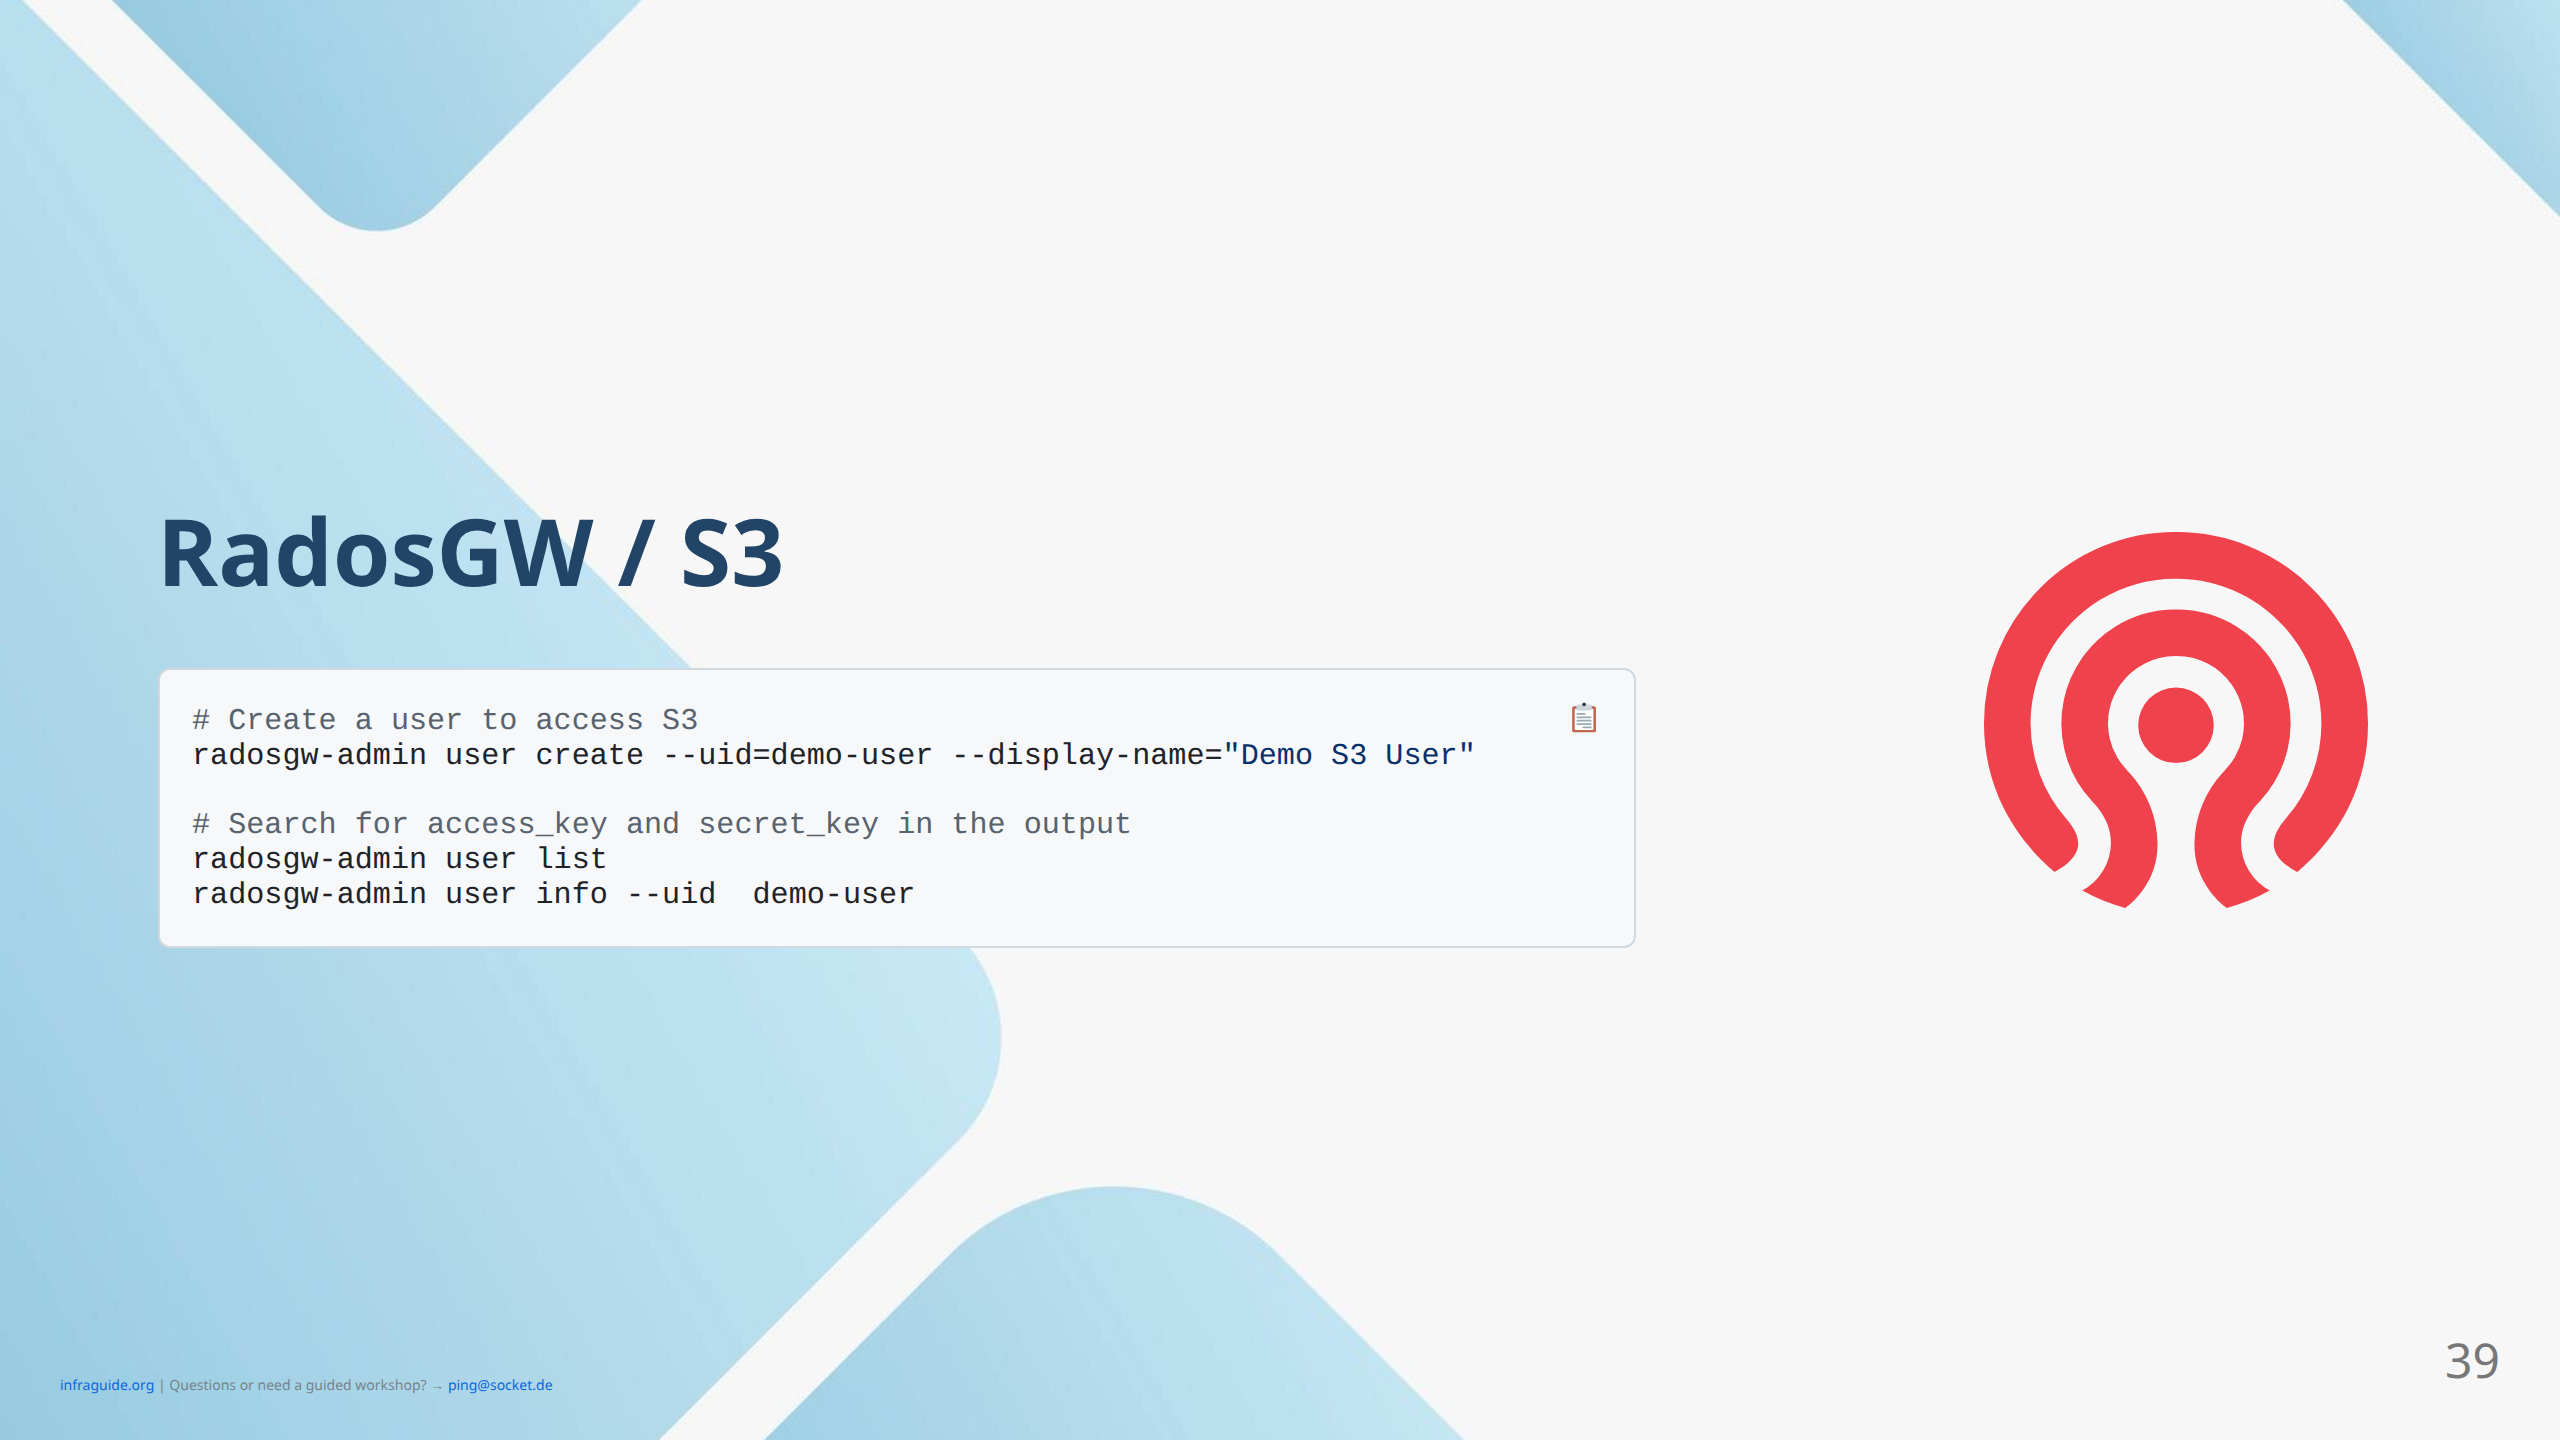 RadosGW / S3
# Create a user to access S3
radosgw-admin user create --uid=demo-user --display-name="Demo S3 User"
# Search for access_key and secret_key in the output
radosgw-admin user list
radosgw-admin user info --uid  demo-user
infraguide.org | Questions or need a guided workshop? → ping@socket.de
39